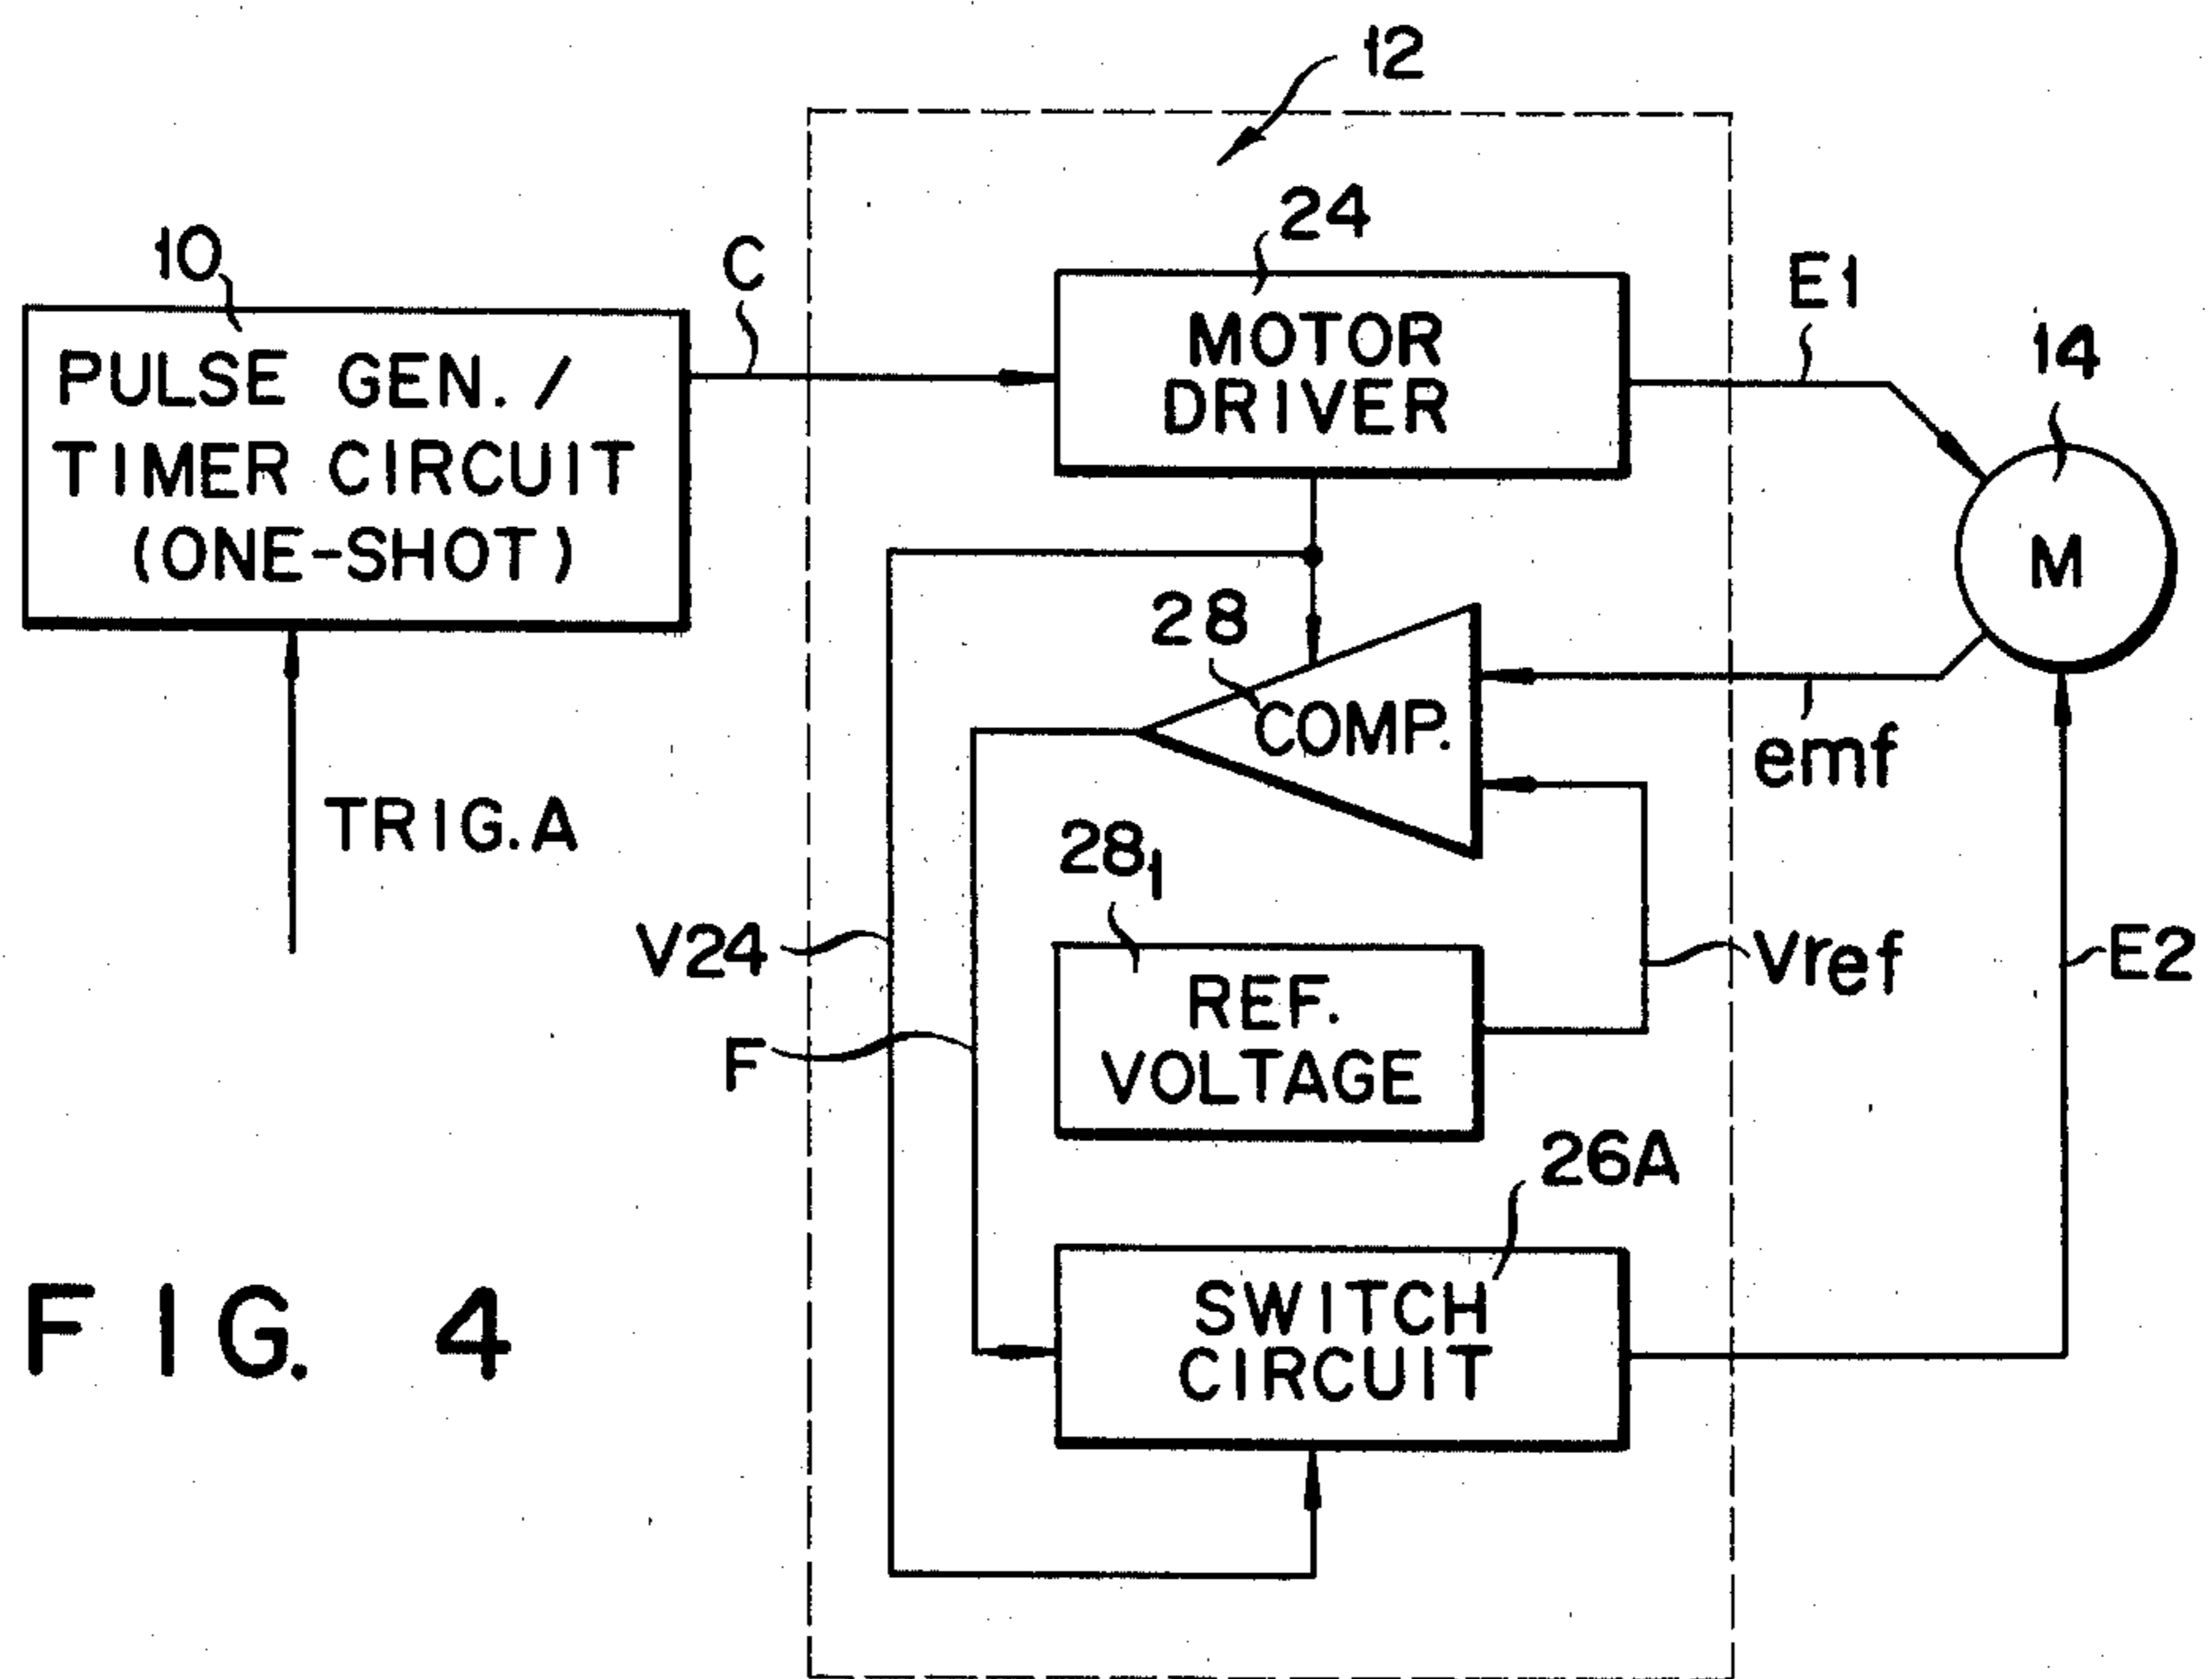 12
24
10
C
E1
14
PULSE GEN. /
TIMER CIRCUIT
(ONE-SHOT)
MOTOR
DRIVER
M
28
COMP.
emf
TRIG.A
28₁
V24
Vref
E2
REF.
VOLTAGE
F
26A
SWITCH
CIRCUIT
FIG. 4